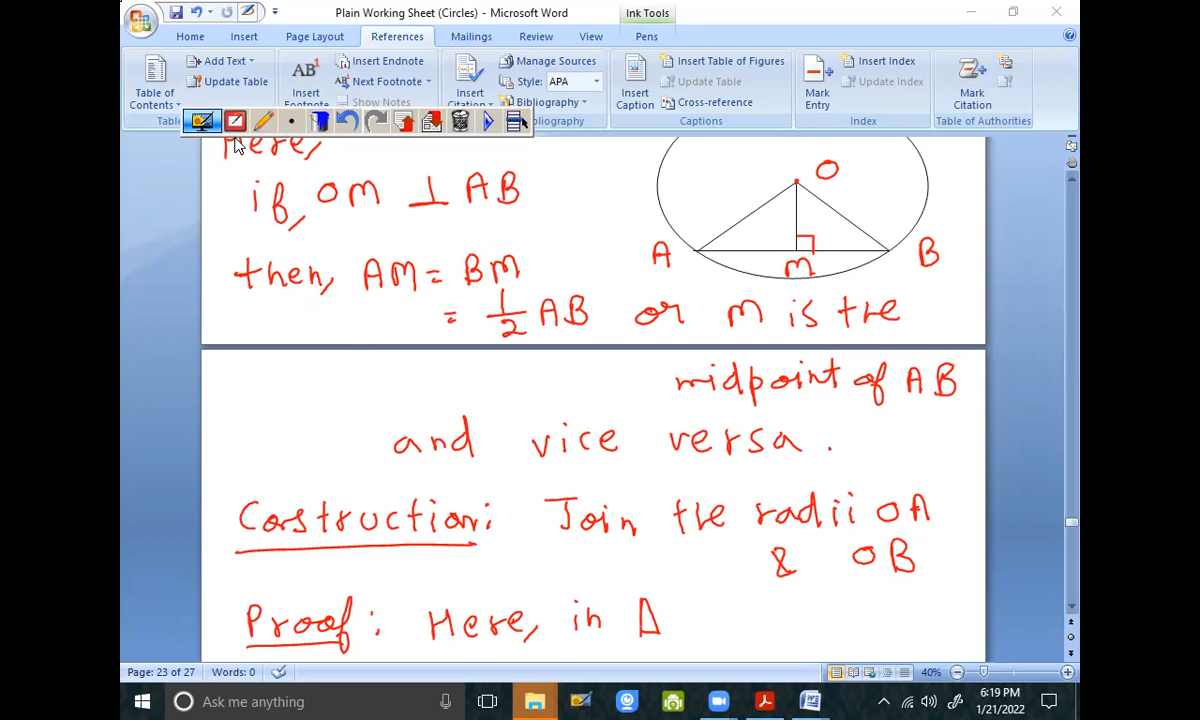 Plain Working Sheet (Circles) - Microsoft Word
Ink Tools
Home Insert Page Layout References Mailings Review View Pens
Table of Contents
Add Text
Update Table
AB¹
Insert
Insert Endnote
Next Footnote
Show Notes
Insert
Manage Sources
Style: APA
Bibliography
Insert Caption
Insert Table of Figures
Update Table
Cross-reference
Mark Entry
Insert Index
Update Index
Mark Citation
Captions
Index
Table of Authorities
Here,
if, OM ⊥ AB
then, AM = BM
= 1/2 AB or M is the
O
A
M
B
midpoint of AB
and vice versa.
Costruction: Join the radii OA
& OB
Proof: Here, in Δ
Page: 23 of 27 Words: 0
40%
Ask me anything
6:19 PM
1/21/2022